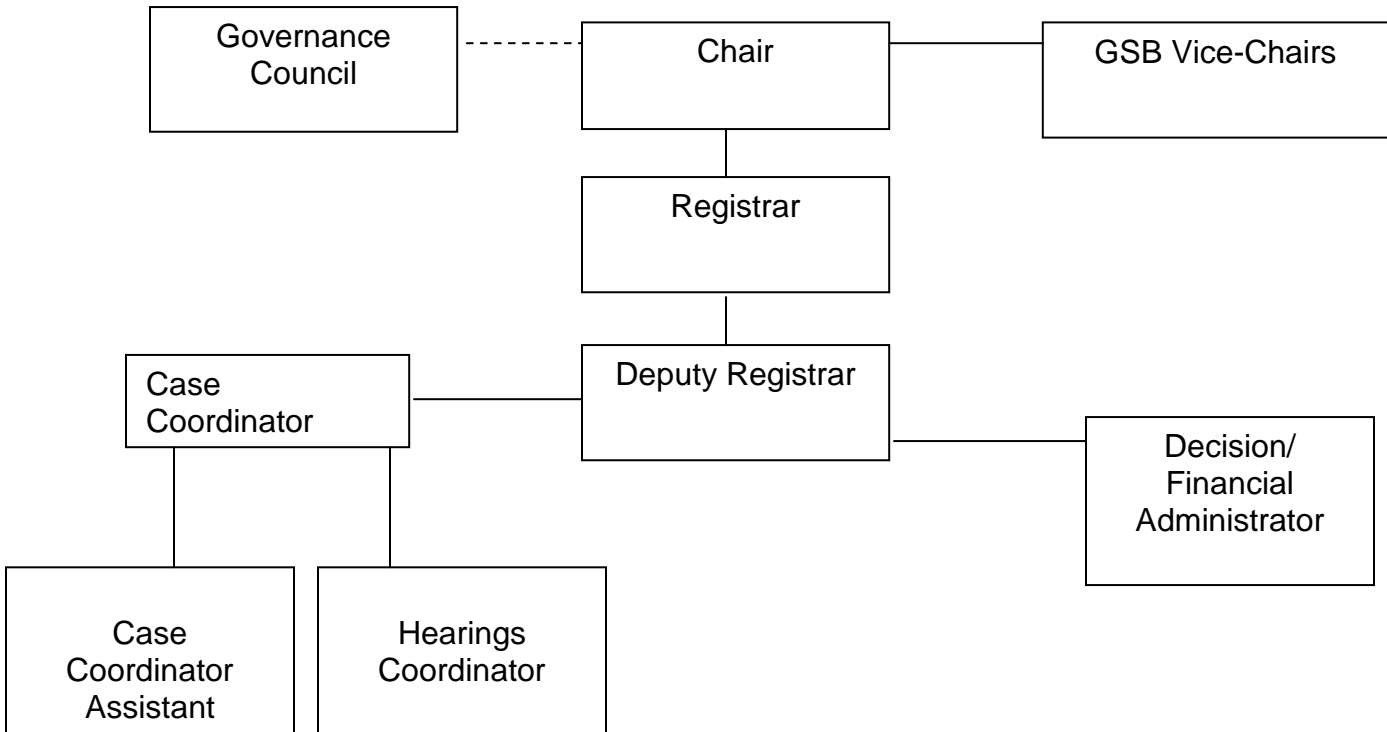 Governance
Council
Chair
GSB Vice-Chairs
Registrar
Deputy Registrar
Case
Coordinator
Decision/
Financial
Administrator
Case
Coordinator
Assistant
Hearings
Coordinator